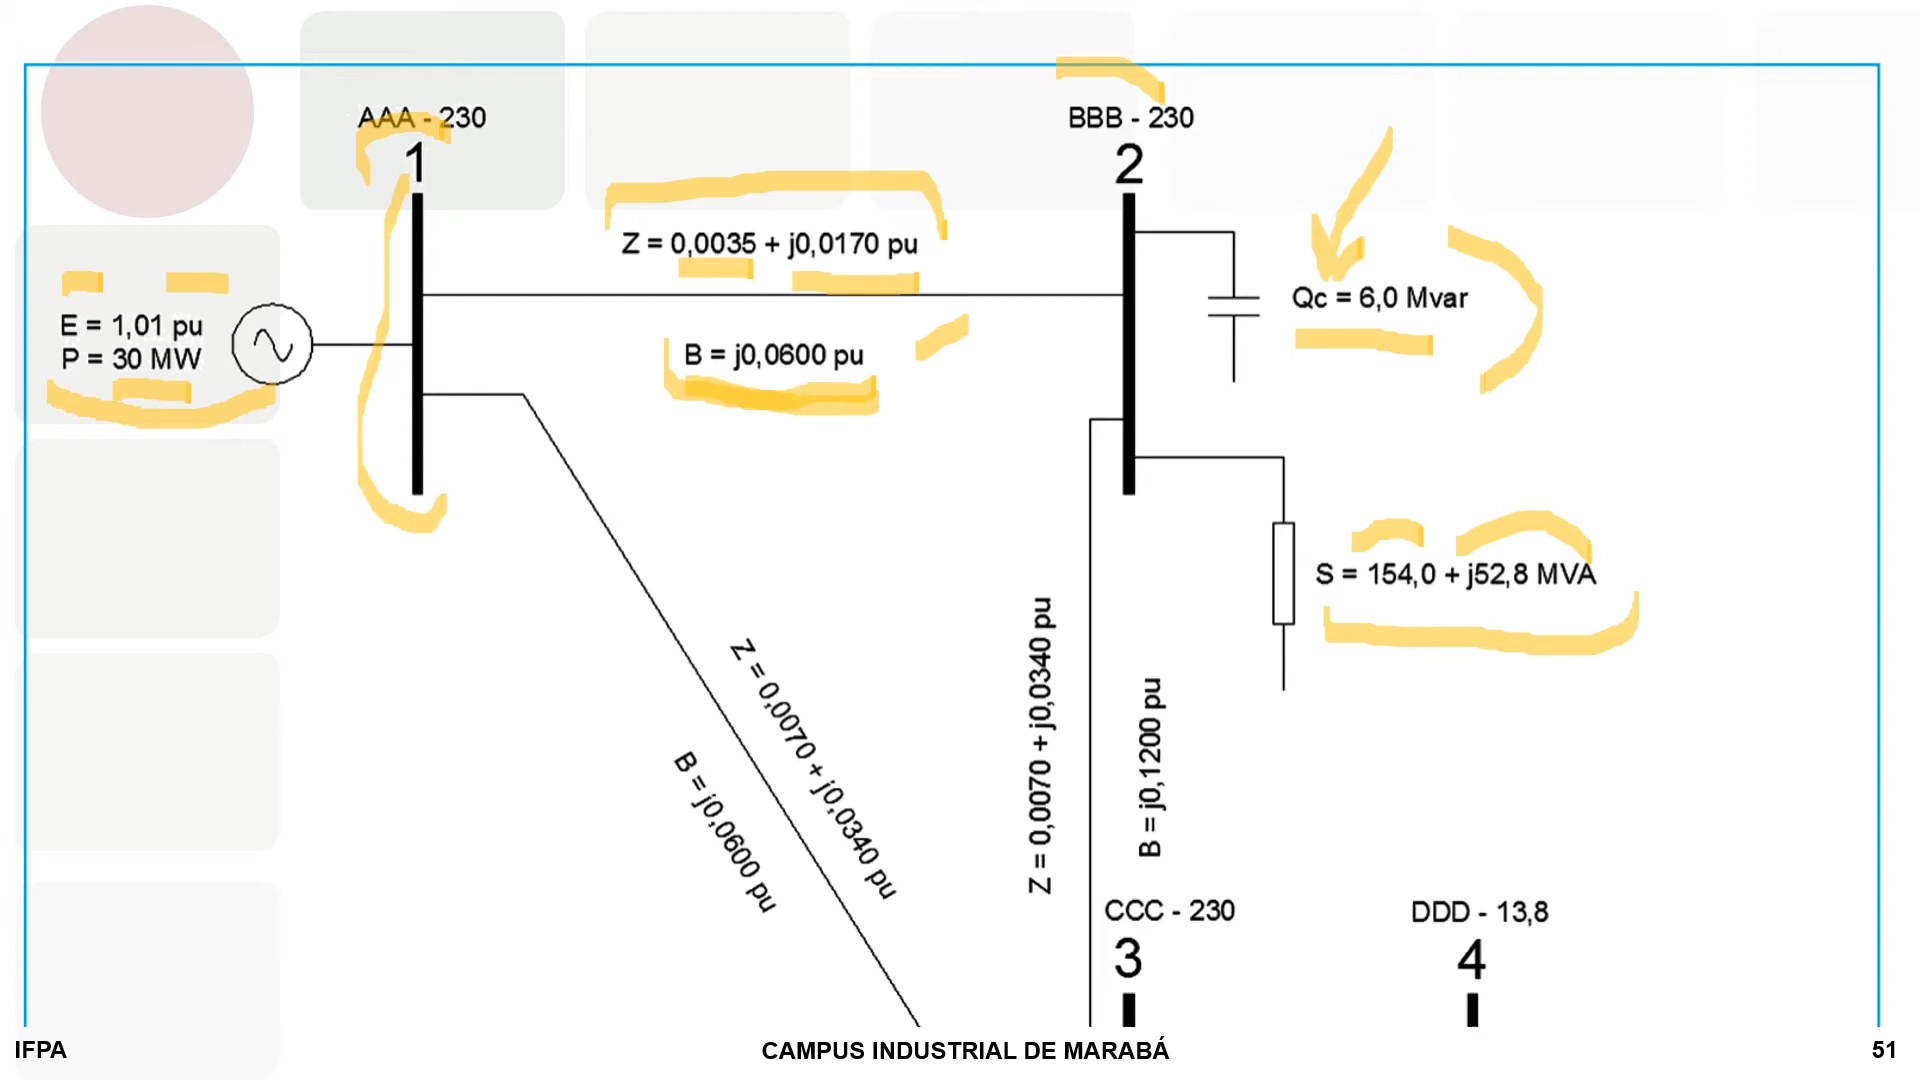 AAA - 230
1
BBB - 230
2
Z = 0,0035 + j0,0170 pu
B = j0,0600 pu
E = 1,01 pu
P = 30 MW
Qc = 6,0 Mvar
S = 154,0 + j52,8 MVA
Z = 0,0070 + j0,0340 pu
B = j0,0600 pu
Z = 0,0070 + j0,0340 pu
B = j0,1200 pu
CCC - 230
3
DDD - 13,8
4
IFPA
CAMPUS INDUSTRIAL DE MARABÁ
51